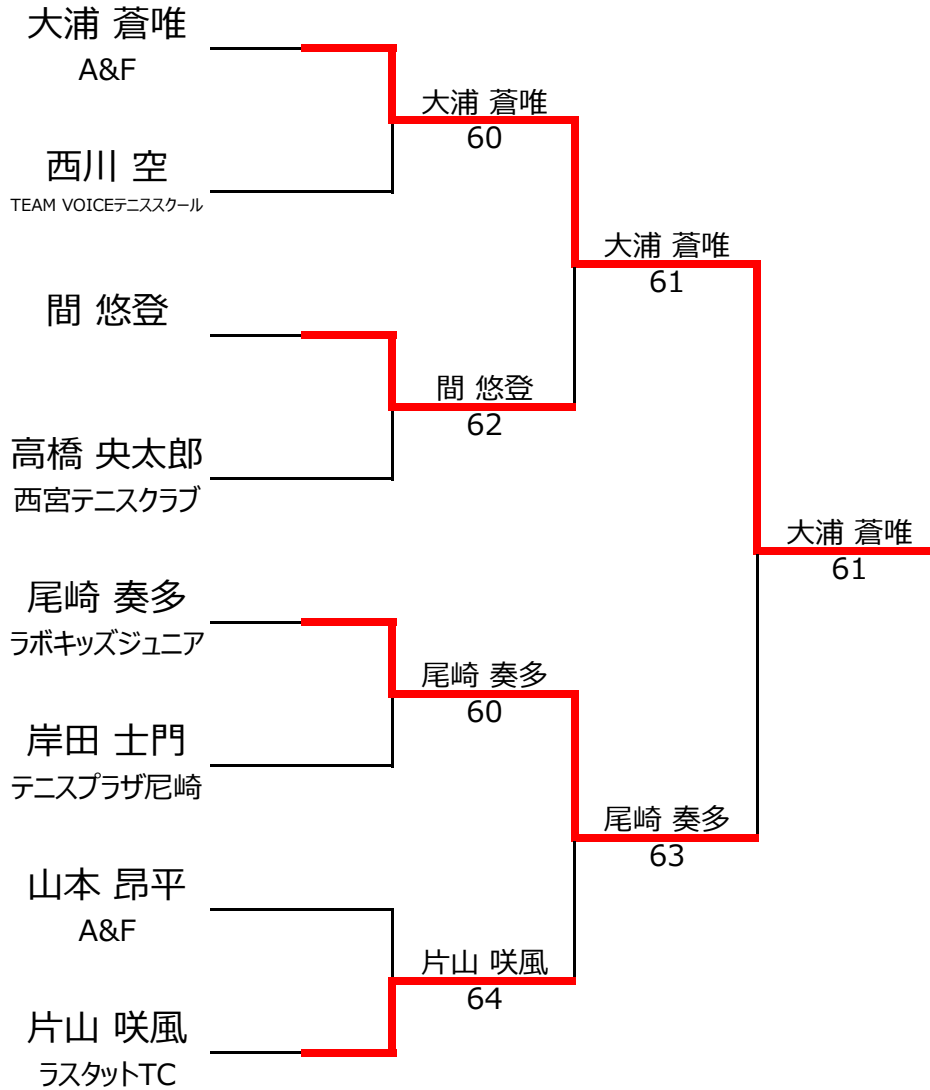 大浦 蒼唯
A&F
西川 空
TEAM VOICEテニススクール
間 悠登
高橋 央太郎
西宮テニスクラブ
尾崎 奏多
ラボキッズジュニア
岸田 士門
テニスプラザ尼崎
山本 昂平
A&F
片山 咲風
ラスタットTC
大浦 蒼唯
60
間 悠登
62
尾崎 奏多
60
片山 咲風
64
大浦 蒼唯
61
尾崎 奏多
63
大浦 蒼唯
61